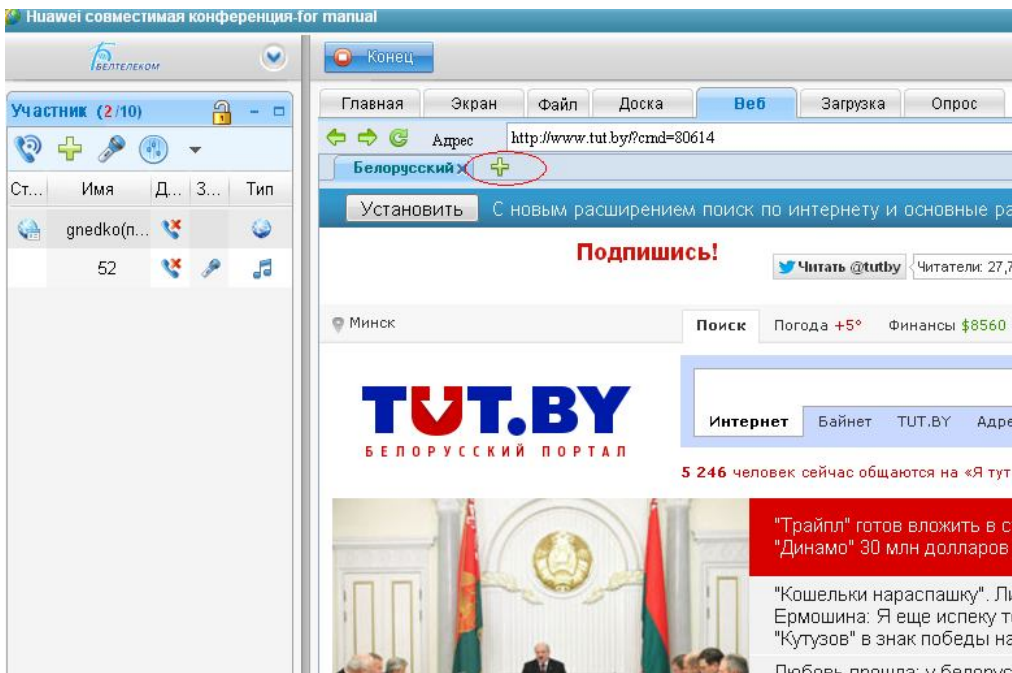 Huawei совместимая конференция-for manual
Белтелеком
Конец
Участник (2/10)
Главная Экран Файл Доска Веб Загрузка Опрос
Адрес http://www.tut.by/?cmd=80614
Белорусский x
Ст... Имя Д... З... Тип
Установить С новым расширением поиск по интернету и основные ра
gnedko(п...
52
Подпишись!
Читать @tutby Читатели: 27,7
Минск
Поиск Погода +5° Финансы $8560
TUT.BY
БЕЛОРУССКИЙ ПОРТАЛ
Интернет Байнет TUT.BY Адре
5 246 человек сейчас общаются на «Я тут
"Трайпл" готов вложить в с
"Динамо" 30 млн долларов
"Кошельки нараспашку". Ли
Ермошина: Я еще испеку т
"Кутузов" в знак победы на
Любовь прошла: у белорус